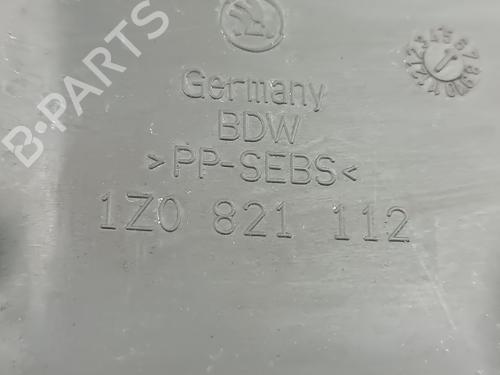 Germany
BDW
>PP-SEBS<
1Z0 821 112
B-PARTS